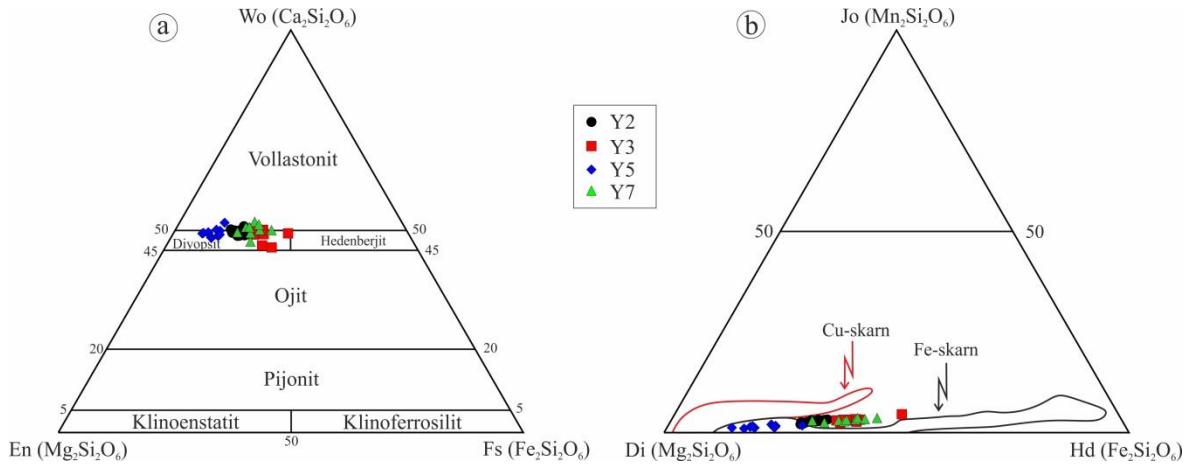 a
Wo (Ca₂Si₂O₆)
Vollastonit
50
50
Diyopsit
Hedenberjit
45
45
Ojit
20
20
Pijonit
5
5
Klinoenstatit
Klinoferrosilit
En (Mg₂Si₂O₆)
50
Fs (Fe₂Si₂O₆)
Y2
Y3
Y5
Y7
b
Jo (Mn₂Si₂O₆)
50
50
Cu-skarn
Fe-skarn
Di (Mg₂Si₂O₆)
Hd (Fe₂Si₂O₆)